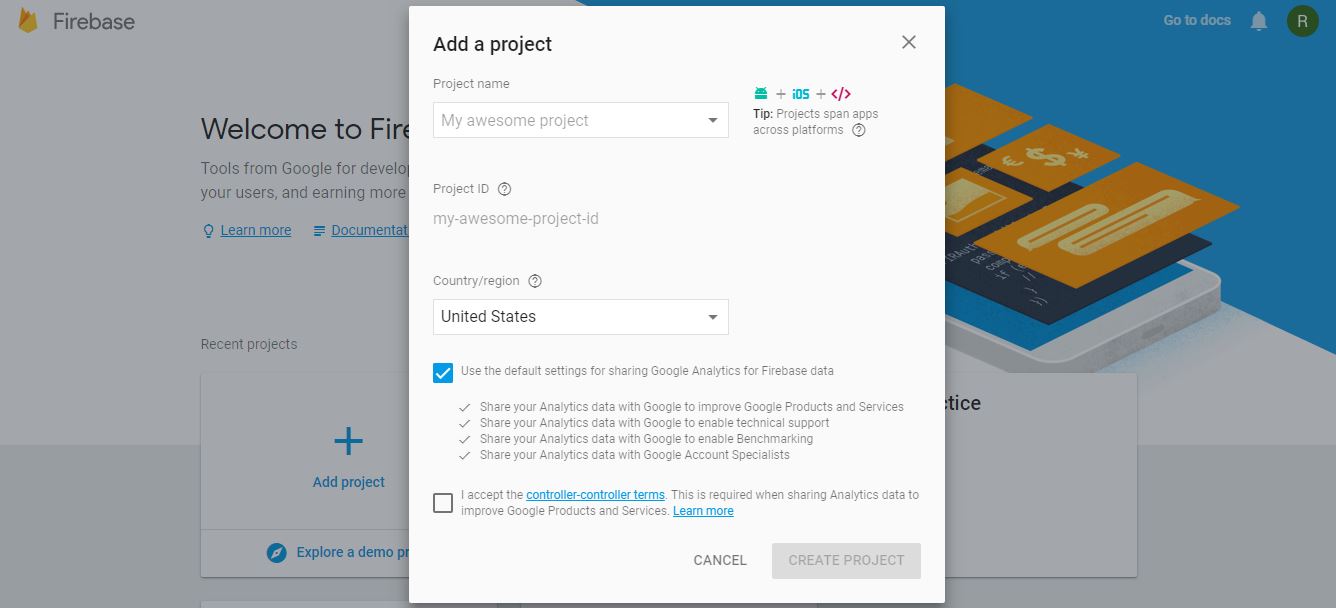 Firebase
Go to docs
R
Welcome to Fire
Tools from Google for develop
your users, and earning more
Learn more
Documentat
Recent projects
Add project
Explore a demo pr
ctice
Add a project
Project name
My awesome project
+ iOS + </>
Tip: Projects span apps
across platforms
Project ID
my-awesome-project-id
Country/region
United States
Use the default settings for sharing Google Analytics for Firebase data
Share your Analytics data with Google to improve Google Products and Services
Share your Analytics data with Google to enable technical support
Share your Analytics data with Google to enable Benchmarking
Share your Analytics data with Google Account Specialists
I accept the controller-controller terms. This is required when sharing Analytics data to
improve Google Products and Services. Learn more
CANCEL
CREATE PROJECT